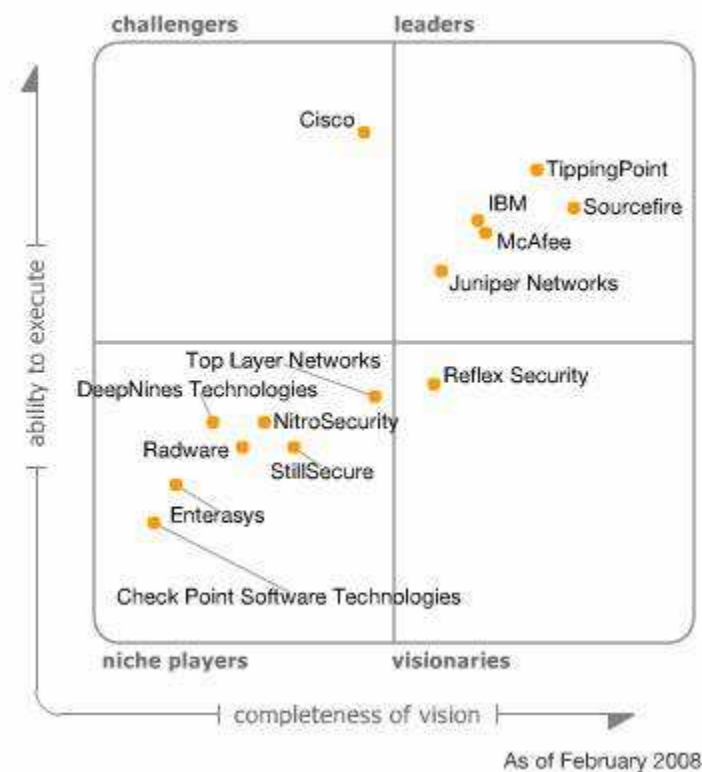 challengers
leaders
Cisco
TippingPoint
IBM
Sourcefire
McAfee
Juniper Networks
ability to execute
Top Layer Networks
Reflex Security
DeepNines Technologies
NitroSecurity
Radware
StillSecure
Enterasys
Check Point Software Technologies
niche players
visionaries
completeness of vision
As of February 2008